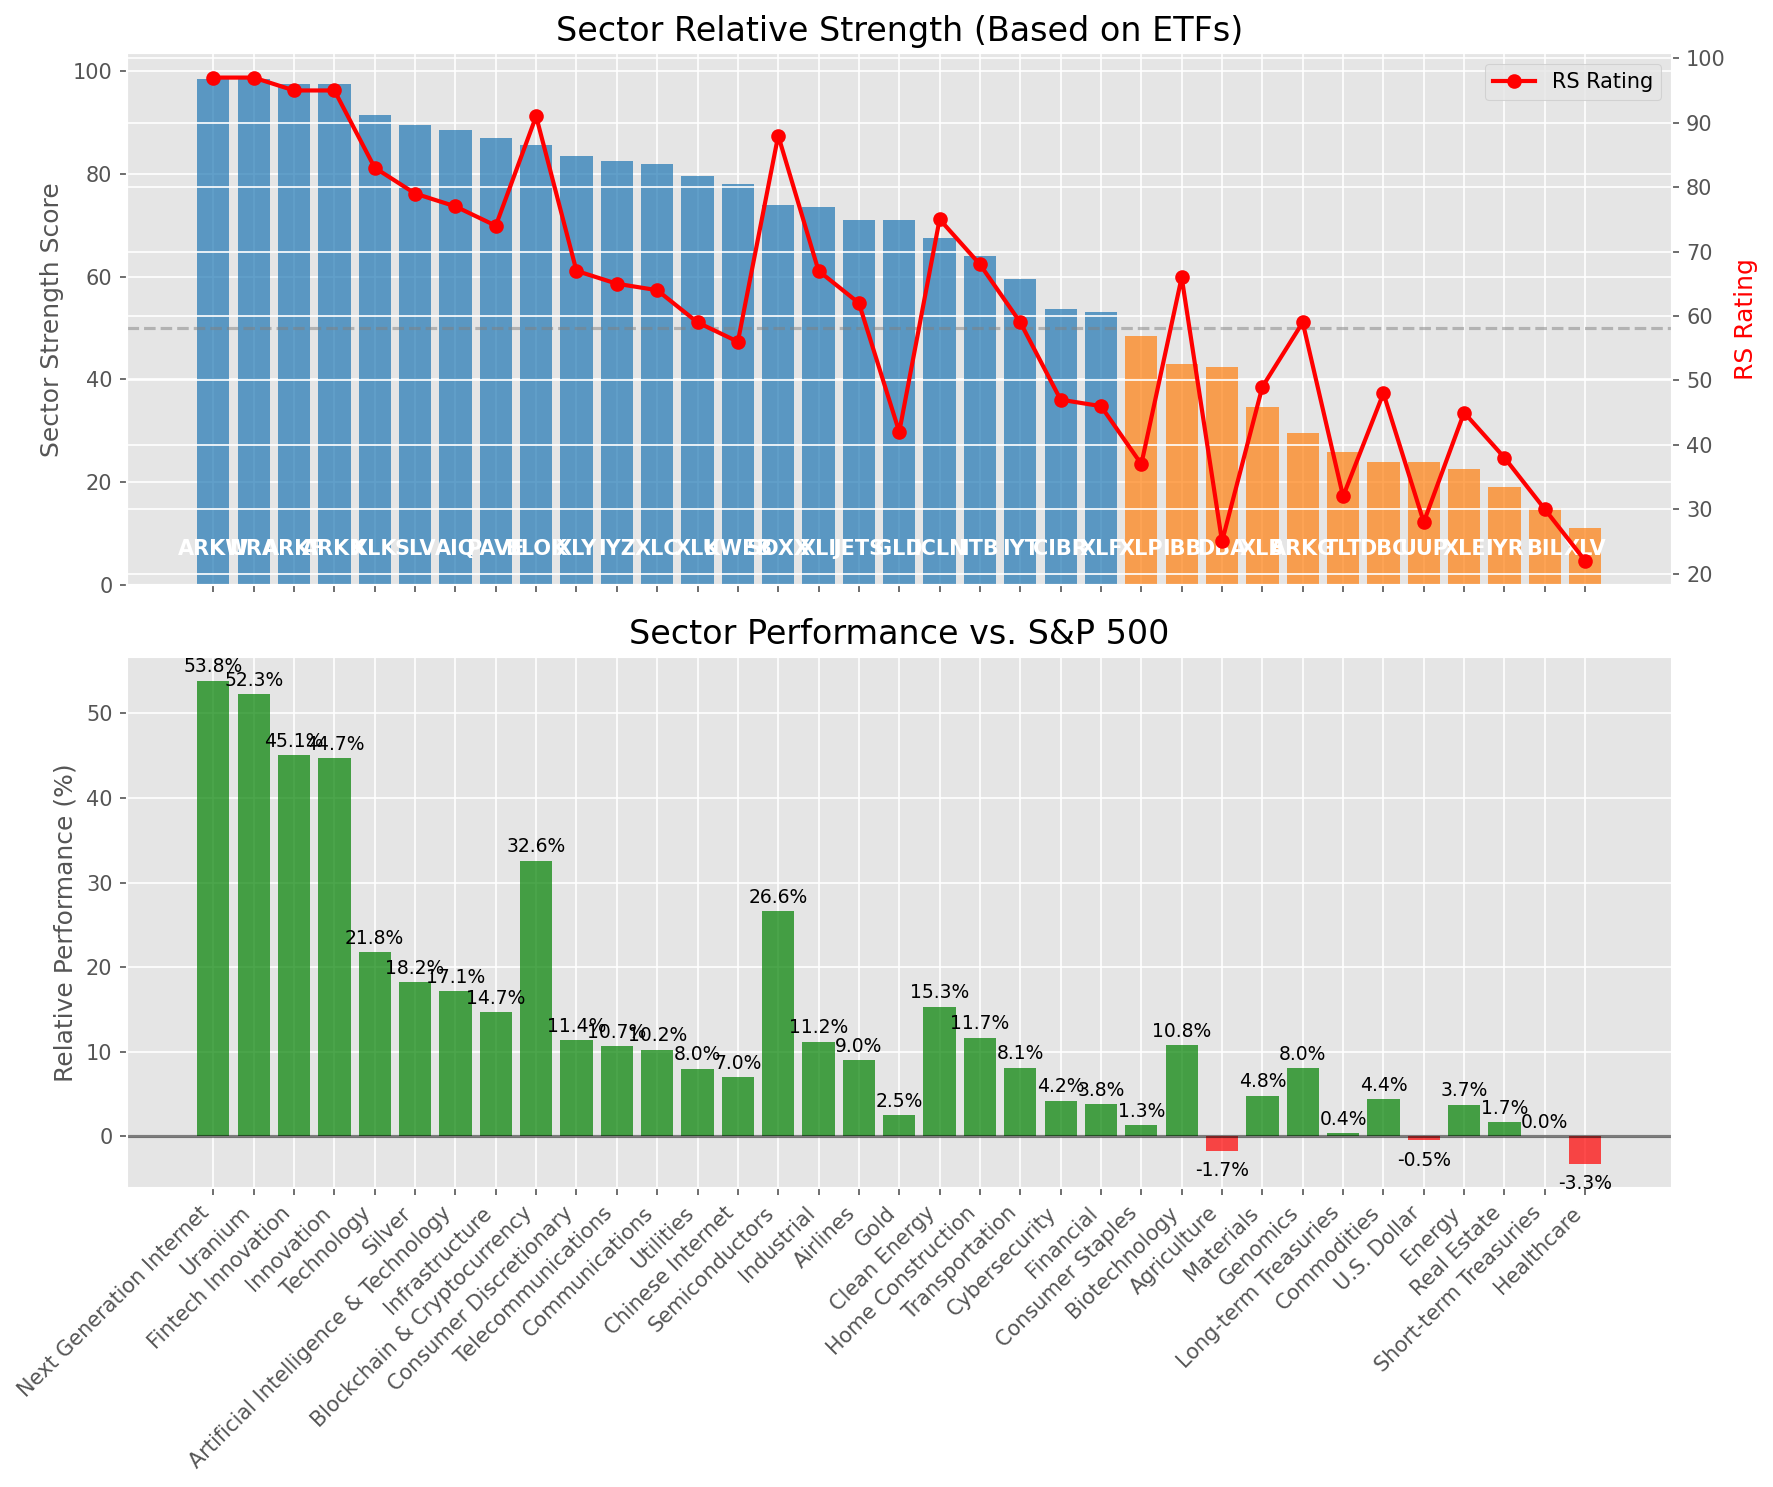 Sector Relative Strength (Based on ETFs)
Sector Strength Score
100
80
60
40
20
0
RS Rating
100
90
80
70
60
50
40
30
20
RS Rating
ARKW URA ARKF ARKK XLK SLV AIQ PAVE BLOK XLY IYZ XLC XLU KWEB SOXX XLI JETS GLD ICLN ITB IYT CIBR XLF XLP IBB DBA XLB ARKG TLT DBC UUP XLE IYR BIL XLV
Sector Performance vs. S&P 500
Relative Performance (%)
50
40
30
20
10
0
53.8% 52.3% 45.1% 44.7% 21.8% 18.2% 17.1% 14.7% 32.6% 11.4% 10.7% 10.2% 8.0% 7.0% 26.6% 11.2% 9.0% 2.5% 15.3% 11.7% 8.1% 4.2% 3.8% 1.3% 10.8% -1.7% 4.8% 8.0% 0.4% 4.4% -0.5% 3.7% 1.7% 0.0% -3.3%
Next Generation Internet
Uranium
Fintech Innovation
Innovation
Technology
Silver
Artificial Intelligence & Technology
Infrastructure
Blockchain & Cryptocurrency
Consumer Discretionary
Telecommunications
Communications
Utilities
Chinese Internet
Semiconductors
Industrial
Airlines
Gold
Clean Energy
Home Construction
Transportation
Cybersecurity
Financial
Consumer Staples
Biotechnology
Agriculture
Materials
Genomics
Long-term Treasuries
Commodities
U.S. Dollar
Energy
Real Estate
Short-term Treasuries
Healthcare